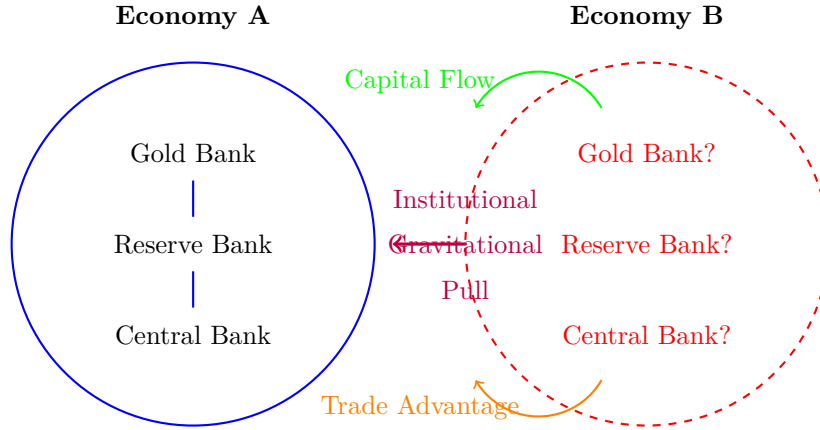 Economy A
Economy B
Capital Flow
Gold Bank
Gold Bank?
Institutional
Reserve Bank
Gravitational
Reserve Bank?
Pull
Central Bank
Central Bank?
Trade Advantage